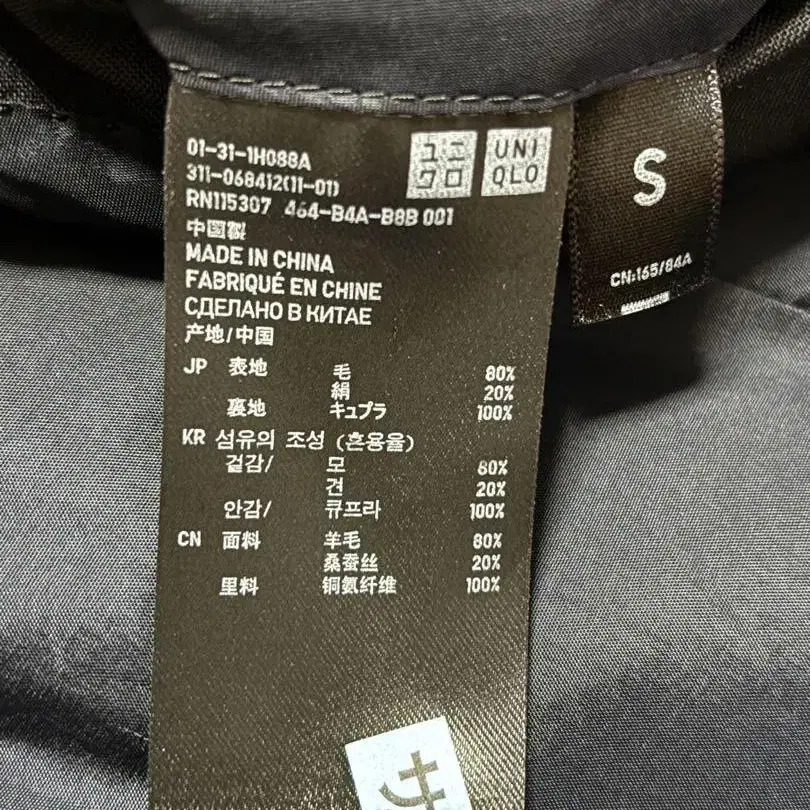 01-31-1H088A
311-068412(11-01)
RN115307 464-B4A-B8B 001
ユニ
クロ
UNI
QLO
S
CN:165/84A
中国製
MADE IN CHINA
FABRIQUÉ EN CHINE
СДЕЛАНО В КИТАЕ
产地/中国
JP 表地 毛 80%
絹 20%
裏地 キュプラ 100%
KR 섬유의 조성 (혼용율)
겉감/ 모 80%
견 20%
안감/ 큐프라 100%
CN 面料 羊毛 80%
桑蚕丝 20%
里料 铜氨纤维 100%